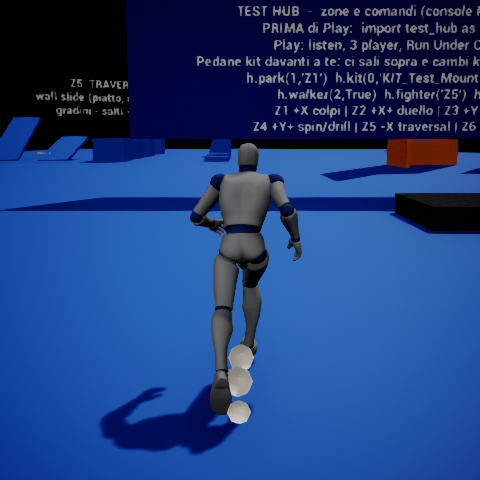 TEST HUB - zone e comandi (console
PRIMA di Play: import test_hub as
Play: listen, 3 player, Run Under
Pedane kit davanti a te: ci sali sopra e cambi
h.park(1,'Z1') h.kit(0,'KIT_Test_Mount
h.walker(2,True) h.fighter('Z5')
Z1 +X colpi | Z2 +X+ duello | Z3 +Y
Z4 +Y+ spin/drill | Z5 -X traversal | Z6
Z5 TRAVER
wall slide (piatto,
gradini - salti